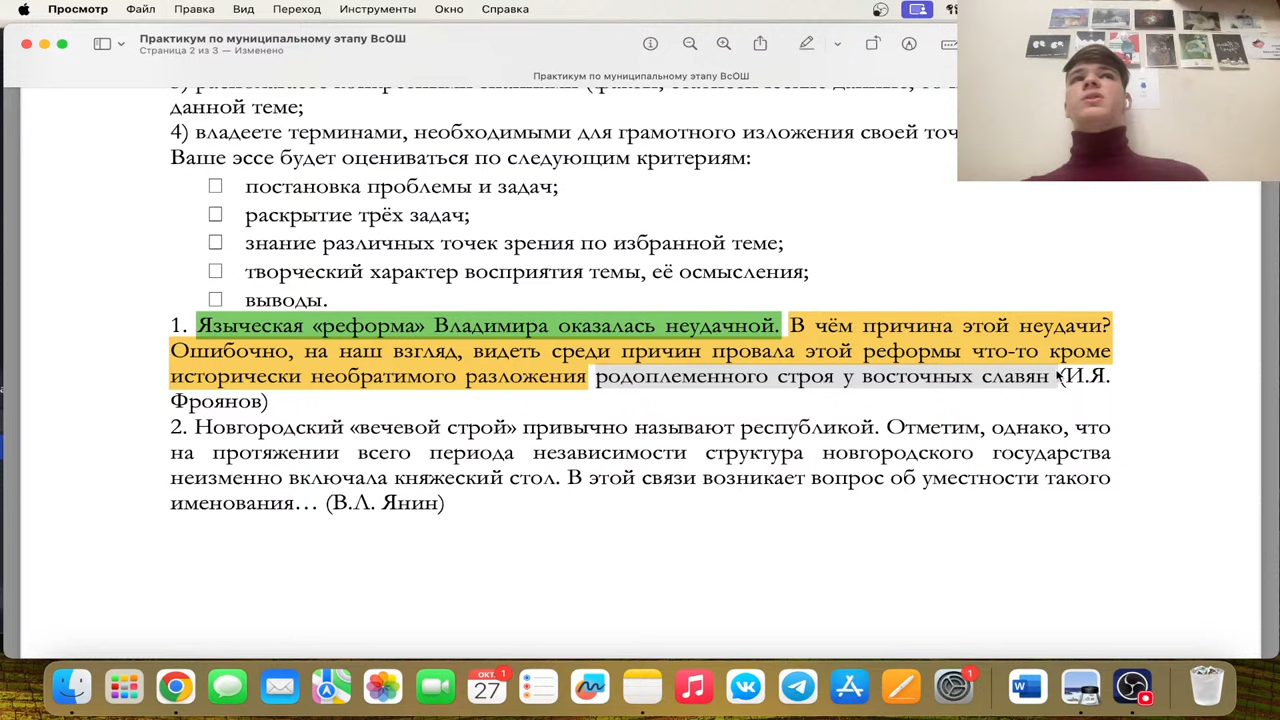 Просмотр Файл Правка Вид Переход Инструменты Окно Справка
Практикум по муниципальному этапу ВсОШ
Страница 2 из 3 — Изменено
Практикум по муниципальному этапу ВсОШ
данной теме;
4) владеете терминами, необходимыми для грамотного изложения своей точ
Ваше эссе будет оцениваться по следующим критериям:
постановка проблемы и задач;
раскрытие трёх задач;
знание различных точек зрения по избранной теме;
творческий характер восприятия темы, её осмысления;
выводы.
1. Языческая «реформа» Владимира оказалась неудачной. В чём причина этой неудачи?
Ошибочно, на наш взгляд, видеть среди причин провала этой реформы что-то кроме
исторически необратимого разложения родоплеменного строя у восточных славян (И.Я.
Фроянов)
2. Новгородский «вечевой строй» привычно называют республикой. Отметим, однако, что
на протяжении всего периода независимости структура новгородского государства
неизменно включала княжеский стол. В этой связи возникает вопрос об уместности такого
именования… (В.Л. Янин)
ОКТ. 1
27
1
W